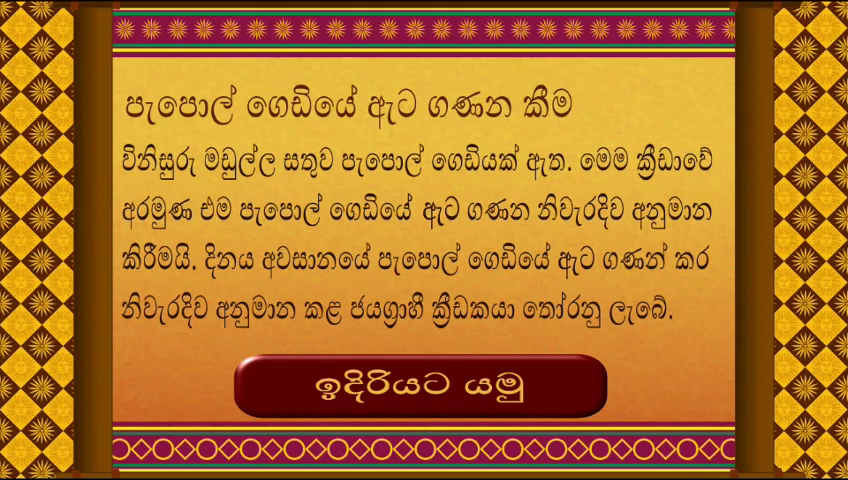 පැපොල් ගෙඩියේ ඇට ගණන කීම
විනිසුරු මඩුල්ල සතුව පැපොල් ගෙඩියක් ඇත. මෙම ක්‍රීඩාවේ
අරමුණ එම පැපොල් ගෙඩියේ ඇට ගණන නිවැරදිව අනුමාන
කිරීමයි. දිනය අවසානයේ පැපොල් ගෙඩියේ ඇට ගණන් කර
නිවැරදිව අනුමාන කළ ජයග්‍රාහී ක්‍රීඩකයා තෝරනු ලැබේ.
ඉදිරියට යමු